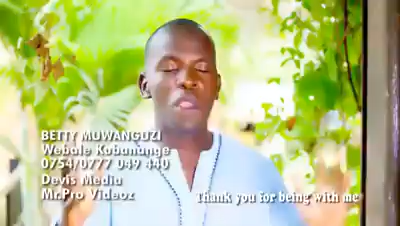 BETTY MUWANGUZI
Webale Kubanange
0754/0777 049 440
Devis Media
Mr.Pro Videoz
Thank you for being with me